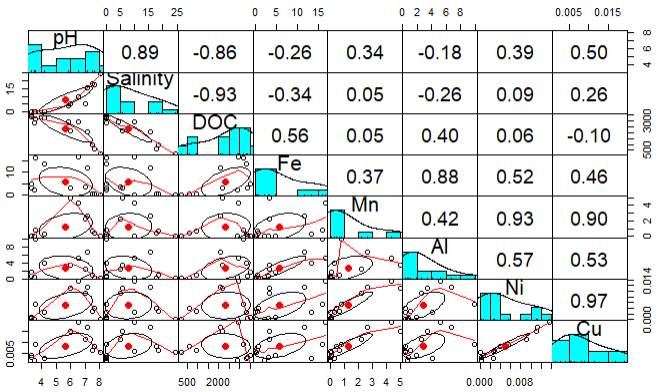 0 5 15 25
0 5 10 15
0 2 4 6 8
0.005 0.015
pH 0.89 -0.86 -0.26 0.34 -0.18 0.39 0.50
4 6 8
0 15
Salinity -0.93 -0.34 0.05 -0.26 0.09 0.26
DOC 0.56 0.05 0.40 0.06 -0.10
500 3000
0 10
Fe 0.37 0.88 0.52 0.46
Mn 0.42 0.93 0.90
0 2 4
0 4 8
Al 0.57 0.53
Ni 0.97
0.000 0.014
0.005
Cu
4 5 6 7 8
500 2000
0 1 2 3 4 5
0.000 0.008